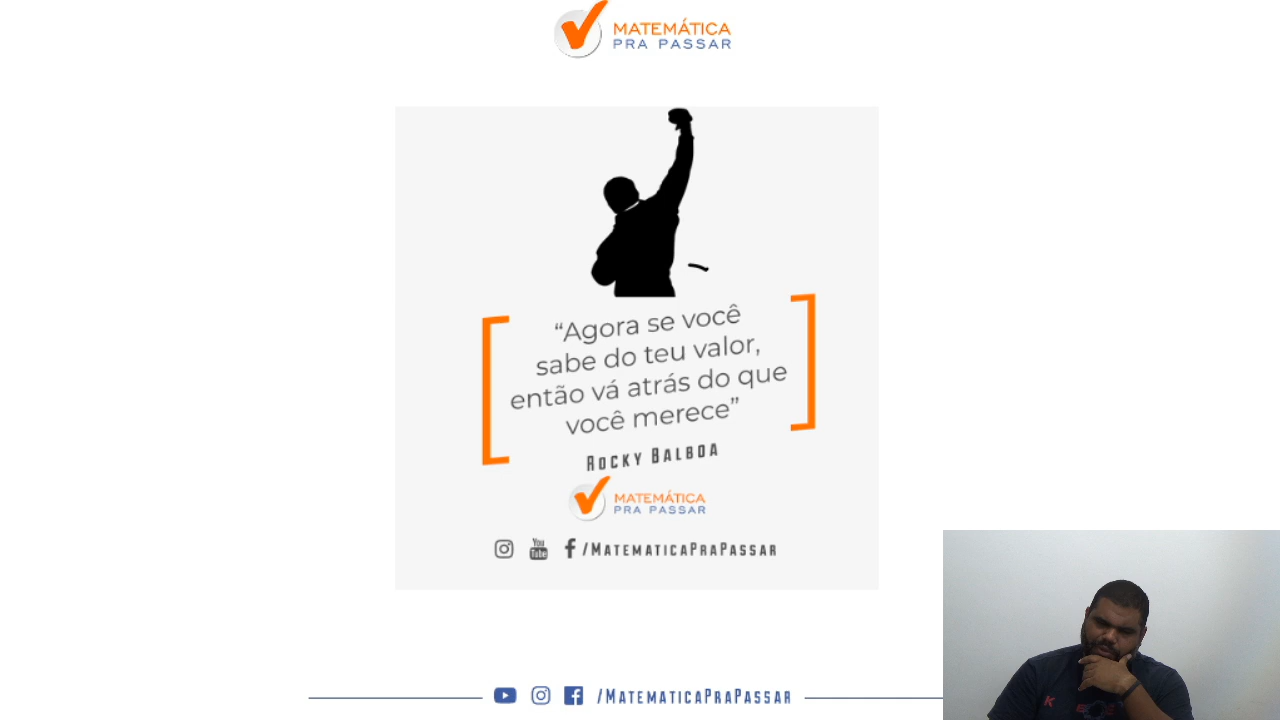 MATEMÁTICA
PRA PASSAR
“Agora se você
sabe do teu valor,
então vá atrás do que
você merece”
ROCKY BALBOA
MATEMÁTICA
PRA PASSAR
You
Tube
/MATEMATICAPRAPASSAR
/MATEMATICAPRAPASSAR
K